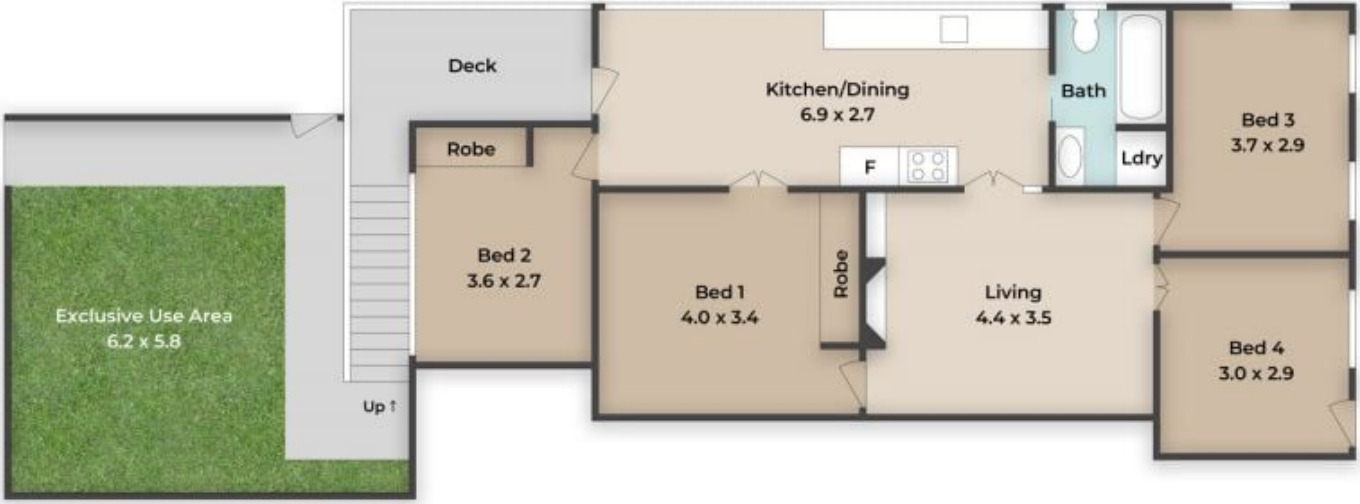 Deck
Kitchen/Dining
6.9 x 2.7
Bath
Bed 3
3.7 x 2.9
Robe
F
Ldry
Bed 2
3.6 x 2.7
Bed 1
4.0 x 3.4
Robe
Living
4.4 x 3.5
Exclusive Use Area
6.2 x 5.8
Bed 4
3.0 x 2.9
Up ↑